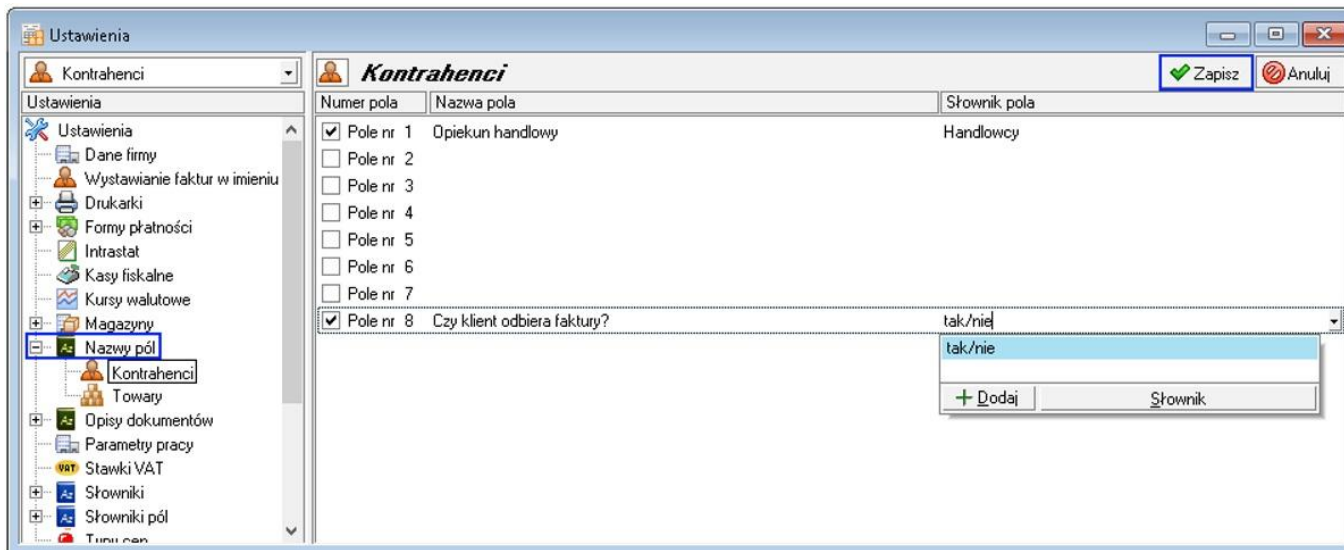 Ustawienia
Kontrahenci
Kontrahenci
Zapisz
Anuluj
Ustawienia
Numer pola
Nazwa pola
Słownik pola
Ustawienia
Dane firmy
Wystawianie faktur w imieniu
Drukarki
Formy płatności
Intrastat
Kasy fiskalne
Kursy walutowe
Magazyny
Nazwy pól
Kontrahenci
Towary
Opisy dokumentów
Parametry pracy
VAT Stawki VAT
Słowniki
Słowniki pól
Typy cen
Pole nr 1 Opiekun handlowy Handlowcy
Pole nr 2
Pole nr 3
Pole nr 4
Pole nr 5
Pole nr 6
Pole nr 7
Pole nr 8 Czy klient odbiera faktury? tak/nie
tak/nie
Dodaj Słownik